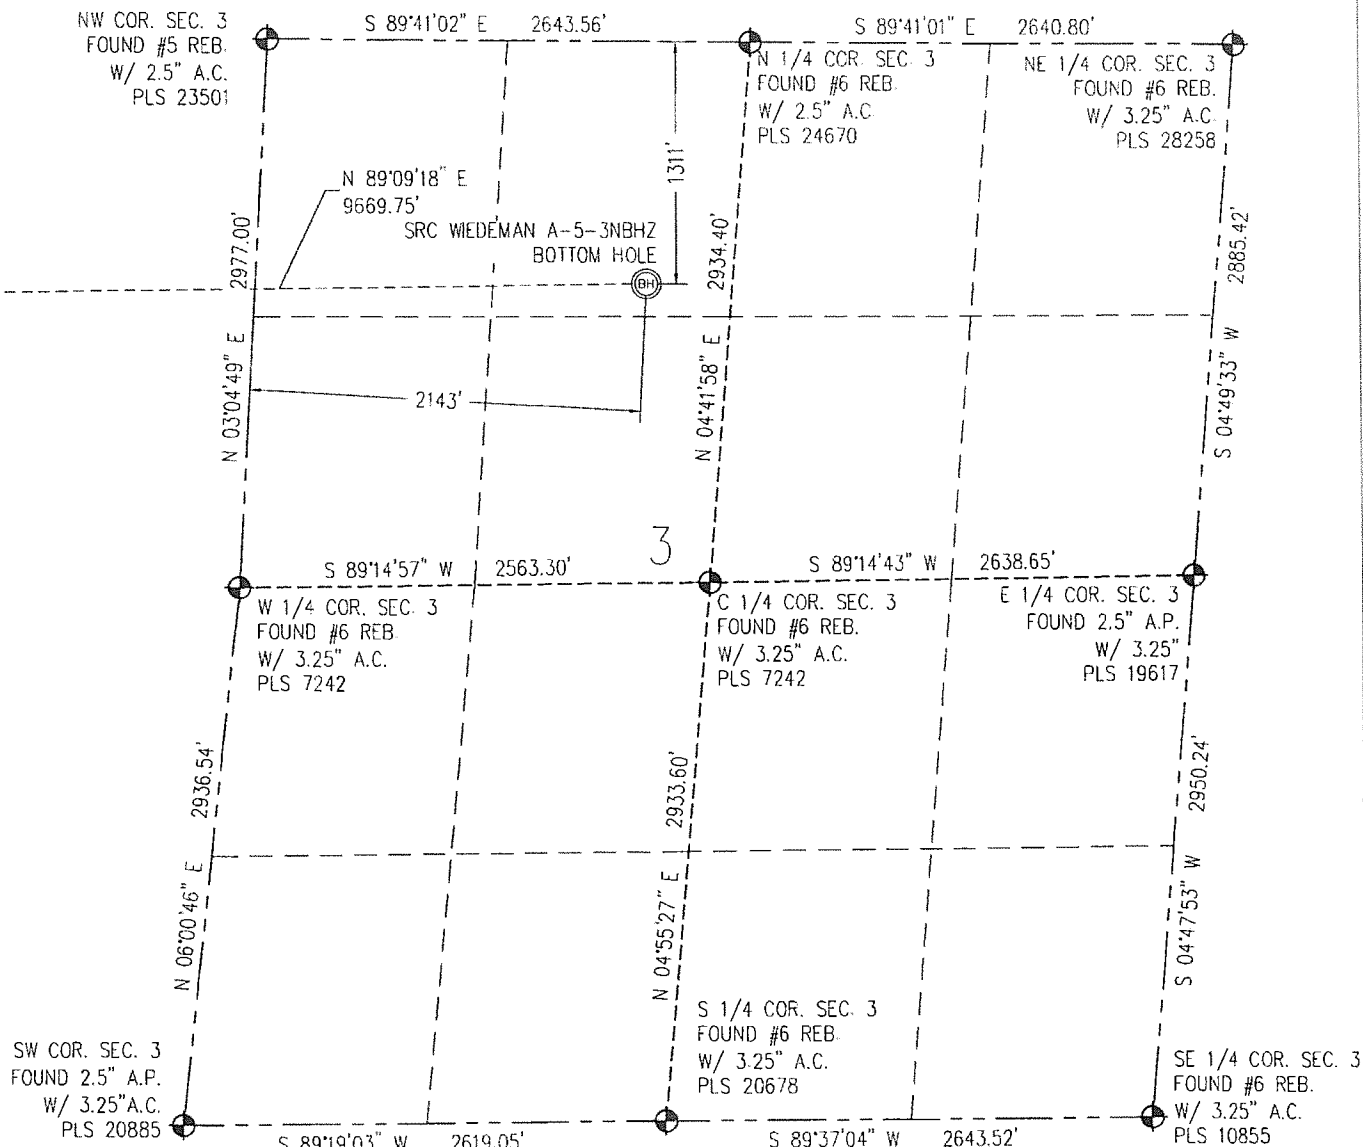 NW COR. SEC. 3
FOUND #5 REB.
W/ 2.5" A.C.
PLS 23501
S 89°41'02" E 2643.56'
S 89°41'01" E 2640.80'
N 1/4 COR. SEC. 3
FOUND #6 REB.
W/ 2.5" A.C.
PLS 24670
NE 1/4 COR. SEC. 3
FOUND #6 REB.
W/ 3.25" A.C.
PLS 28258
1311'
N 89°09'18" E
9669.75'
SRC WIEDEMAN A-5-3NBHZ
BOTTOM HOLE
BH
N 03°04'49" E 2977.00'
N 04°41'58" E 2934.40'
S 04°49'33" W 2885.42'
2143'
3
S 89°14'57" W 2563.30'
S 89°14'43" W 2638.65'
W 1/4 COR. SEC. 3
FOUND #6 REB.
W/ 3.25" A.C.
PLS 7242
C 1/4 COR. SEC. 3
FOUND #6 REB.
W/ 3.25" A.C.
PLS 7242
E 1/4 COR. SEC. 3
FOUND 2.5" A.P.
W/ 3.25"
PLS 19617
N 06°00'46" E 2936.54'
N 04°55'27" E 2933.60'
S 04°47'53" W 2950.24'
SW COR. SEC. 3
FOUND 2.5" A.P.
W/ 3.25"A.C.
PLS 20885
S 1/4 COR. SEC. 3
FOUND #6 REB.
W/ 3.25" A.C.
PLS 20678
SE 1/4 COR. SEC. 3
FOUND #6 REB.
W/ 3.25" A.C.
PLS 10855
S 89°19'03" W 2619.05'
S 89°37'04" W 2643.52'